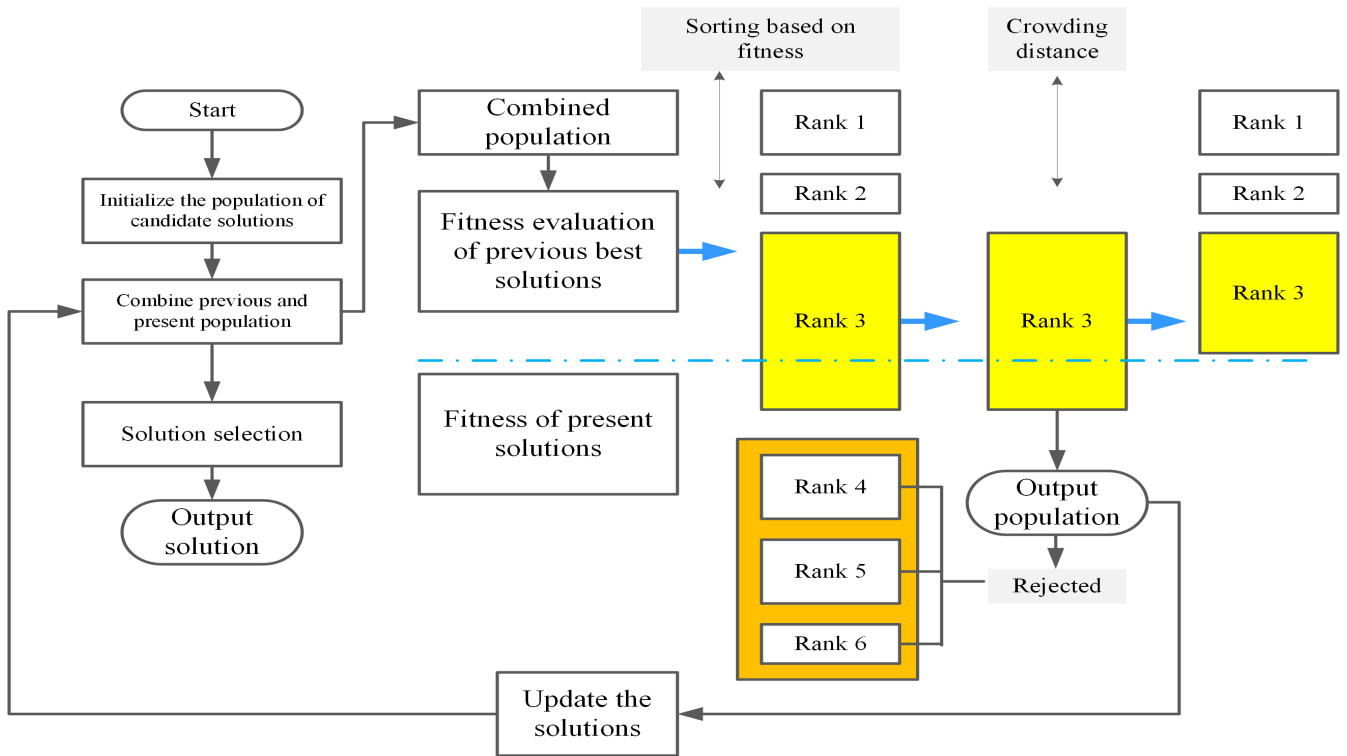 Sorting based on
fitness
Crowding
distance
Start
Initialize the population of
candidate solutions
Combine previous and
present population
Solution selection
Output
solution
Combined
population
Fitness evaluation
of previous best
solutions
Fitness of present
solutions
Rank 1
Rank 2
Rank 3
Rank 4
Rank 5
Rank 6
Rank 3
Output
population
Rejected
Rank 1
Rank 2
Rank 3
Update the
solutions